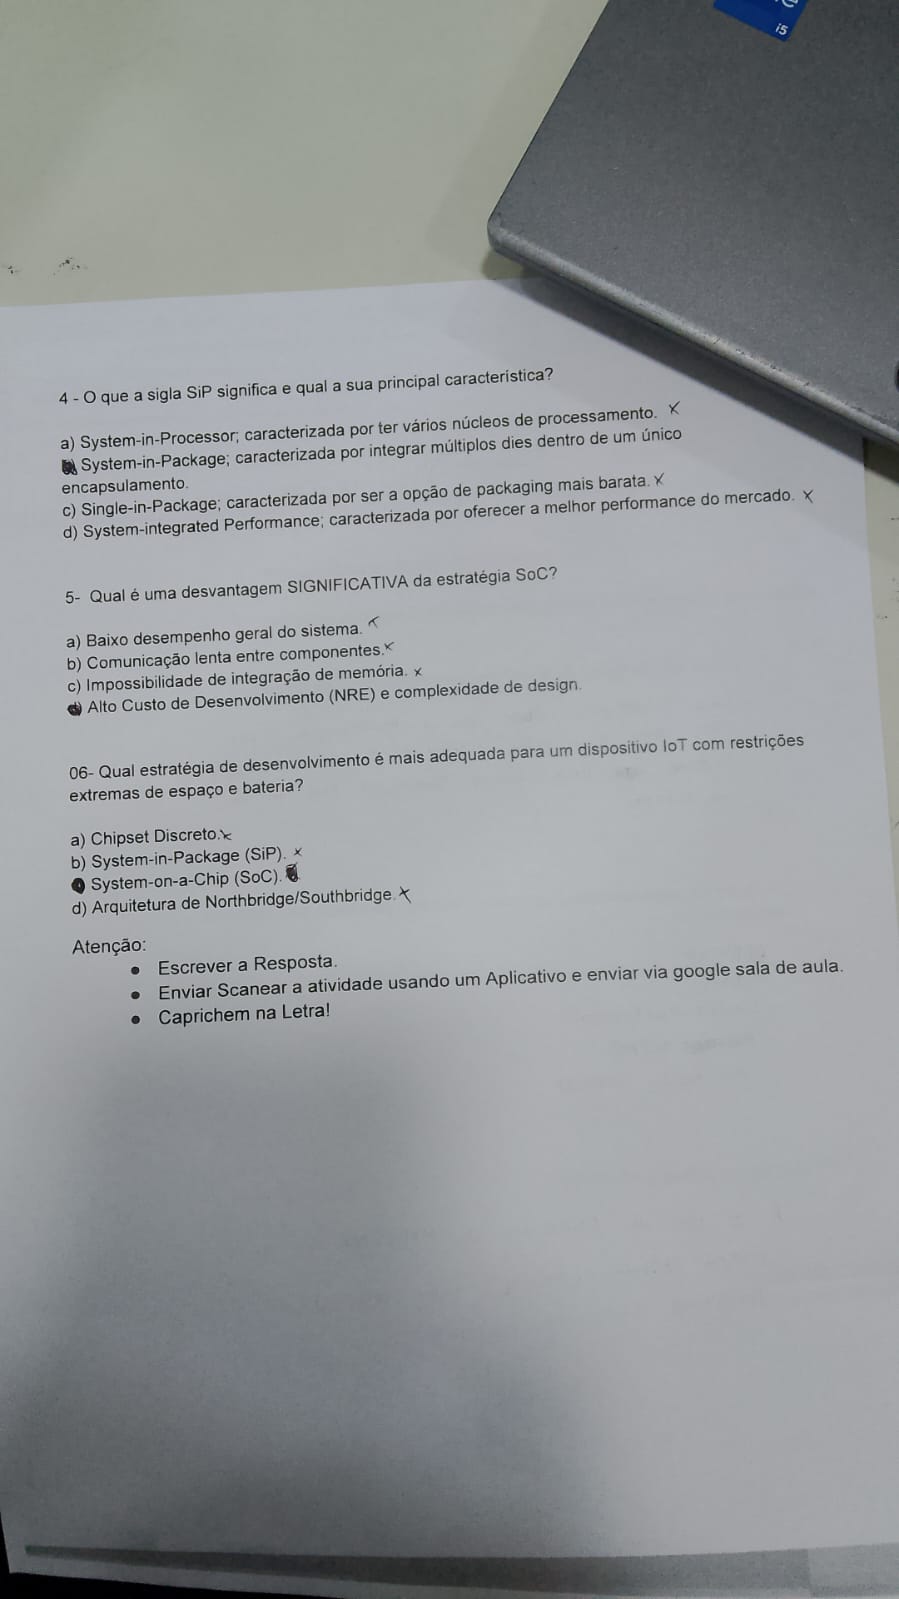 i5
4 - O que a sigla SiP significa e qual a sua principal característica?
a) System-in-Processor; caracterizada por ter vários núcleos de processamento. X
System-in-Package; caracterizada por integrar múltiplos dies dentro de um único
encapsulamento.
c) Single-in-Package; caracterizada por ser a opção de packaging mais barata. X
d) System-integrated Performance; caracterizada por oferecer a melhor performance do mercado. X
5- Qual é uma desvantagem SIGNIFICATIVA da estratégia SoC?
a) Baixo desempenho geral do sistema. X
b) Comunicação lenta entre componentes. X
c) Impossibilidade de integração de memória. X
d) Alto Custo de Desenvolvimento (NRE) e complexidade de design.
06- Qual estratégia de desenvolvimento é mais adequada para um dispositivo IoT com restrições
extremas de espaço e bateria?
a) Chipset Discreto. X
b) System-in-Package (SiP). X
System-on-a-Chip (SoC).
d) Arquitetura de Northbridge/Southbridge. X
Atenção:
● Escrever a Resposta.
● Enviar Scanear a atividade usando um Aplicativo e enviar via google sala de aula.
● Caprichem na Letra!